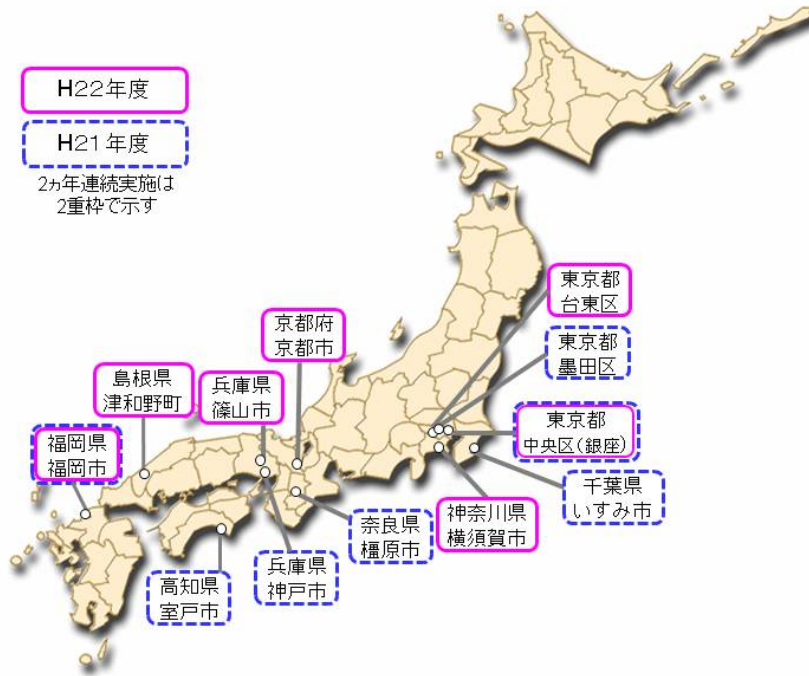 H22年度
H21年度
2ヵ年連続実施は
2重枠で示す
東京都
台東区
京都府
京都市
東京都
墨田区
島根県
津和野町
兵庫県
篠山市
東京都
中央区(銀座)
福岡県
福岡市
千葉県
いすみ市
神奈川県
横須賀市
奈良県
橿原市
兵庫県
神戸市
高知県
室戸市